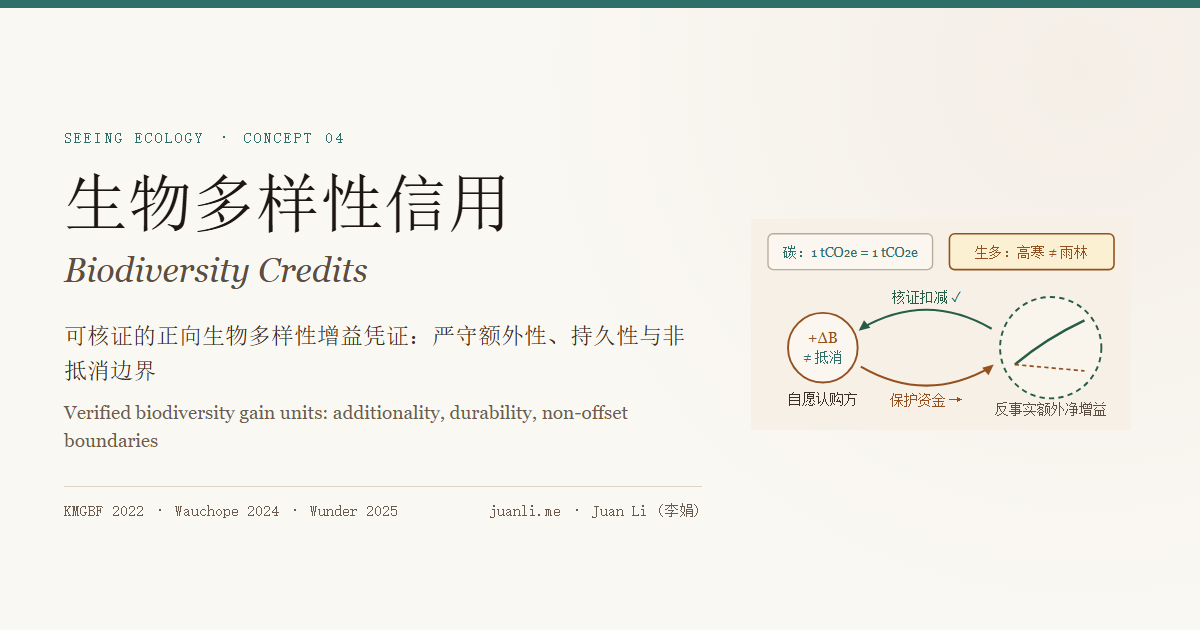 SEEING ECOLOGY · CONCEPT 04
生物多样性信用
Biodiversity Credits
可核证的正向生物多样性增益凭证：严守额外性、持久性与非
抵消边界
Verified biodiversity gain units: additionality, durability, non-offset
boundaries
KMGBF 2022 · Wauchope 2024 · Wunder 2025
juanli.me · Juan Li (李娟)
碳：1 tCO2e = 1 tCO2e
生多：高寒 ≠ 雨林
核证扣减 ✓
+ΔB
≠ 抵消
自愿认购方
保护资金 →
反事实额外净增益